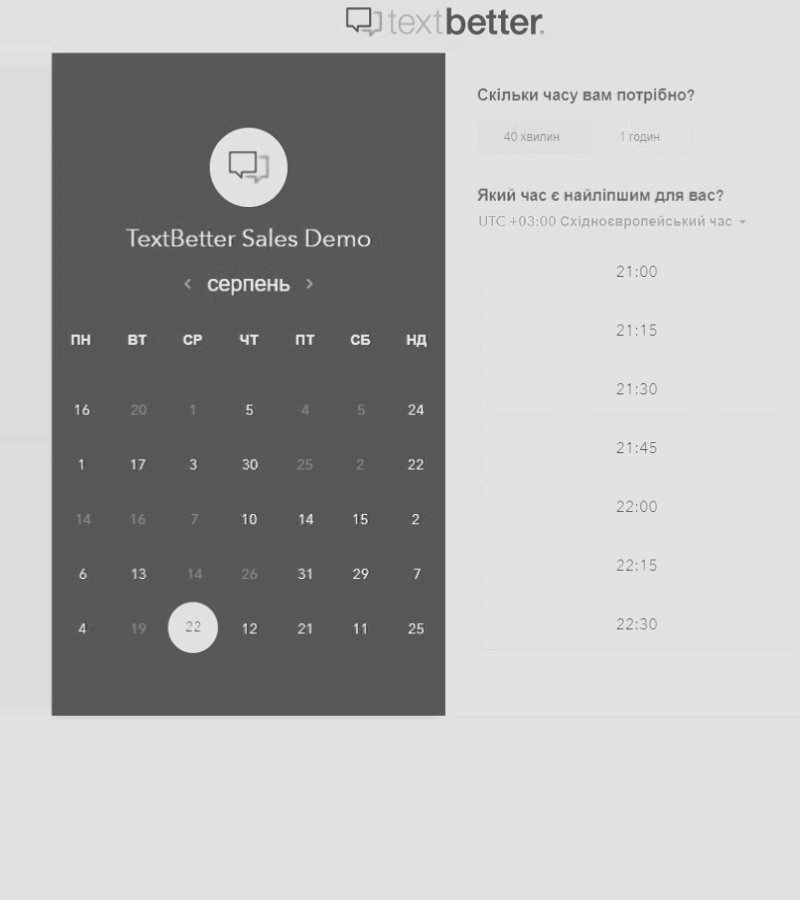 textbetter.
TextBetter Sales Demo
‹ серпень ›
ПН ВТ СР ЧТ ПТ СБ НД
16 20 1 5 4 5 24
1 17 3 30 25 2 22
14 16 7 10 14 15 2
6 13 14 26 31 29 7
4 19 22 12 21 11 25
Скільки часу вам потрібно?
40 хвилин 1 годин
Який час є найліпшим для вас?
UTC +03:00 Східноєвропейський час
21:00
21:15
21:30
21:45
22:00
22:15
22:30